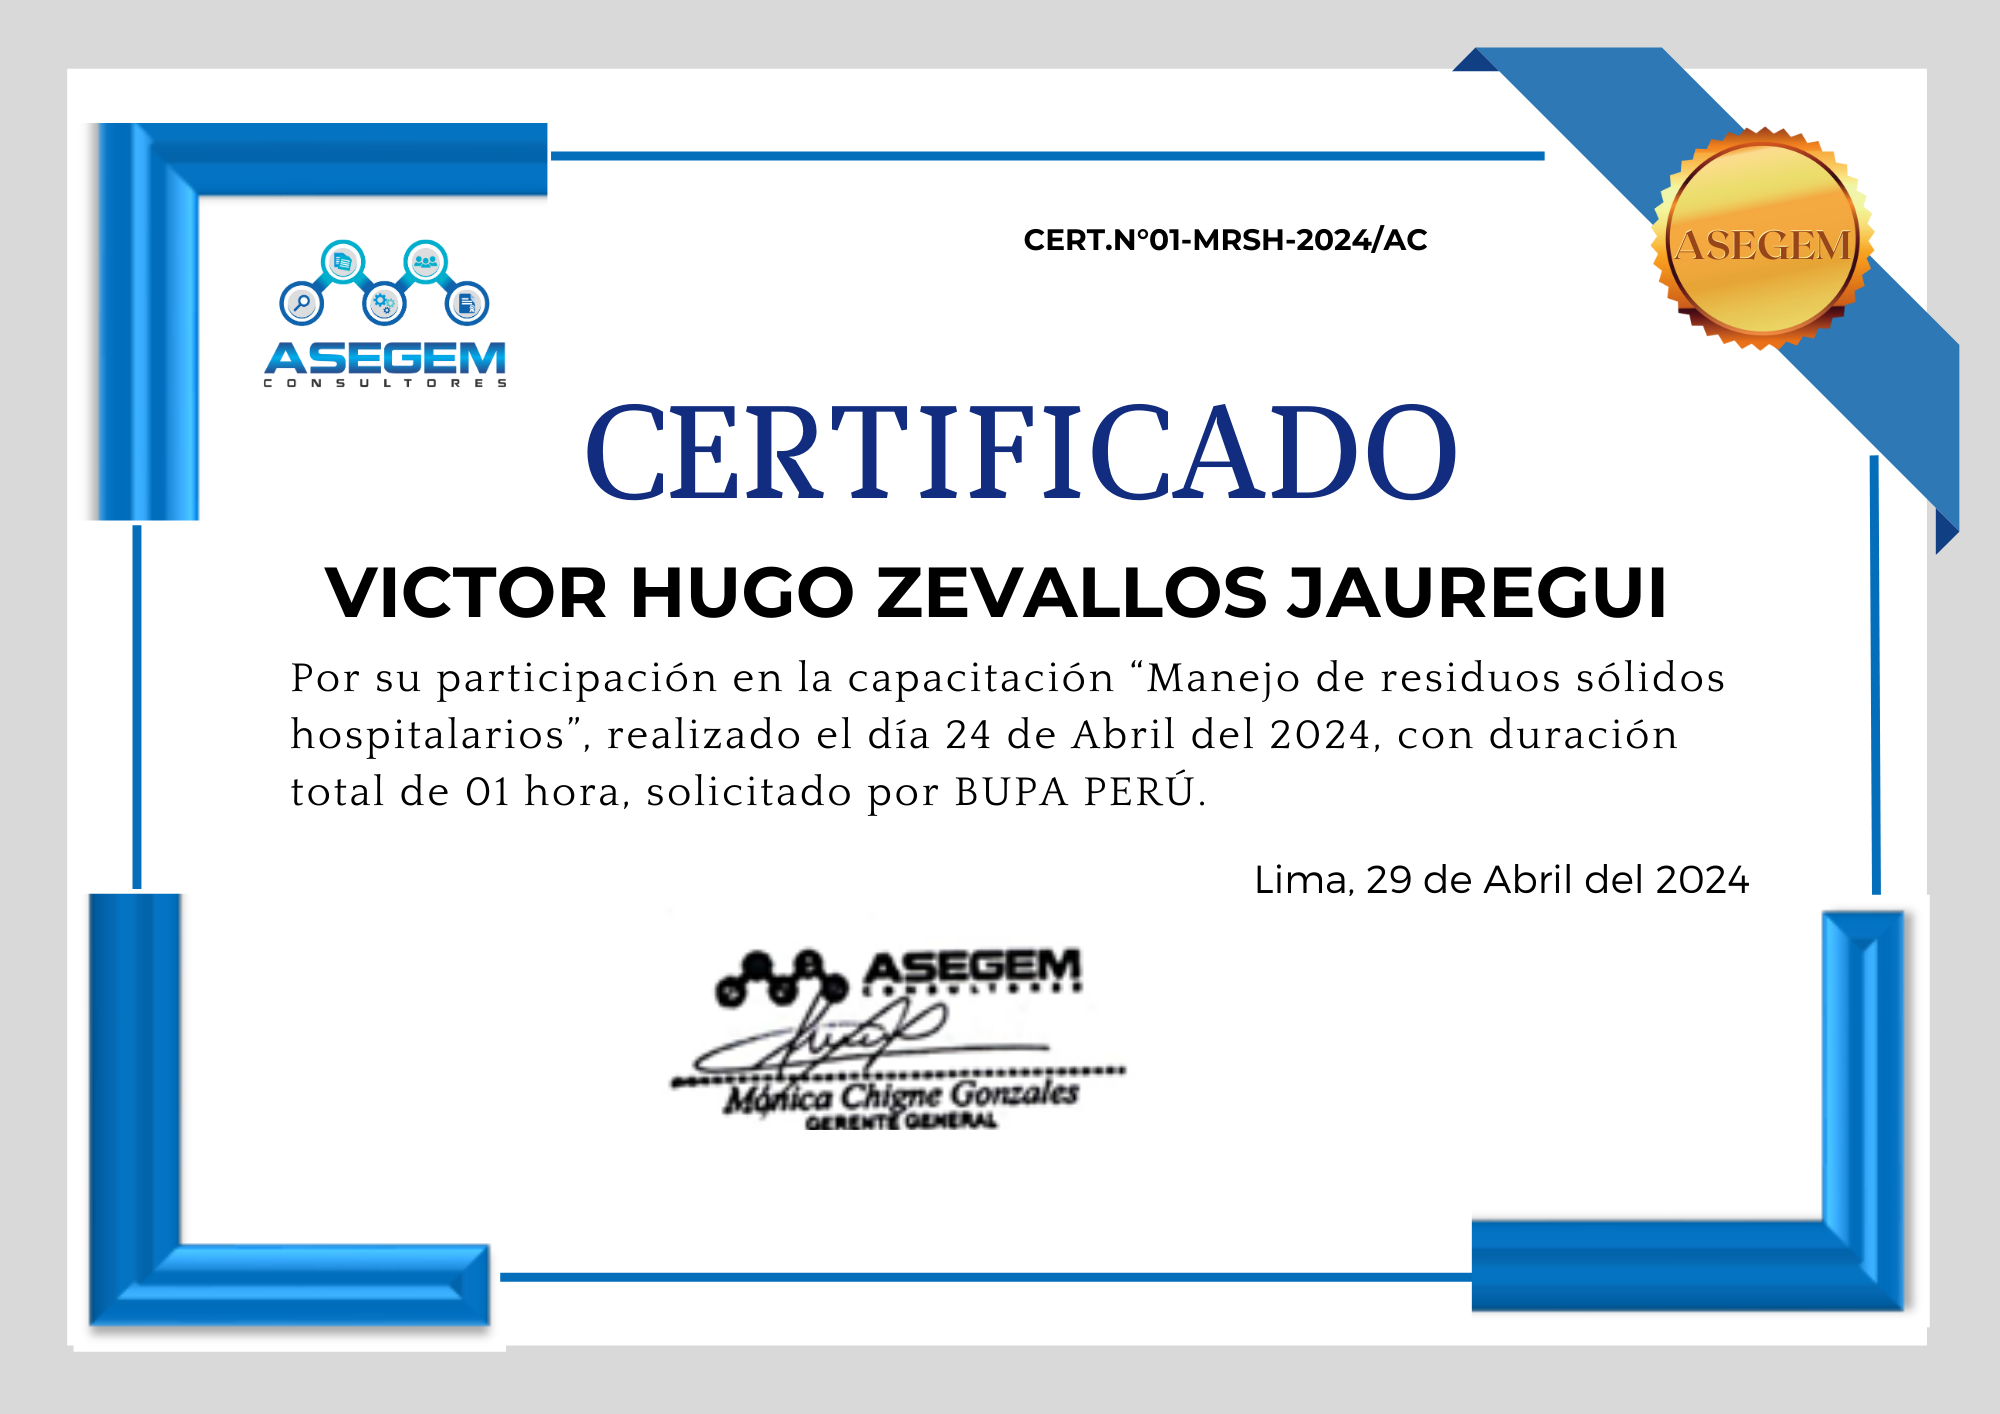 CERT.N°01-MRSH-2024/AC
ASEGEM
ASEGEM
CONSULTORES
CERTIFICADO
VICTOR HUGO ZEVALLOS JAUREGUI
Por su participación en la capacitación “Manejo de residuos sólidos
hospitalarios”, realizado el día 24 de Abril del 2024, con duración
total de 01 hora, solicitado por BUPA PERÚ.
Lima, 29 de Abril del 2024
ASEGEM
CONSULTORES
Mónica Chigne Gonzales
GERENTE GENERAL